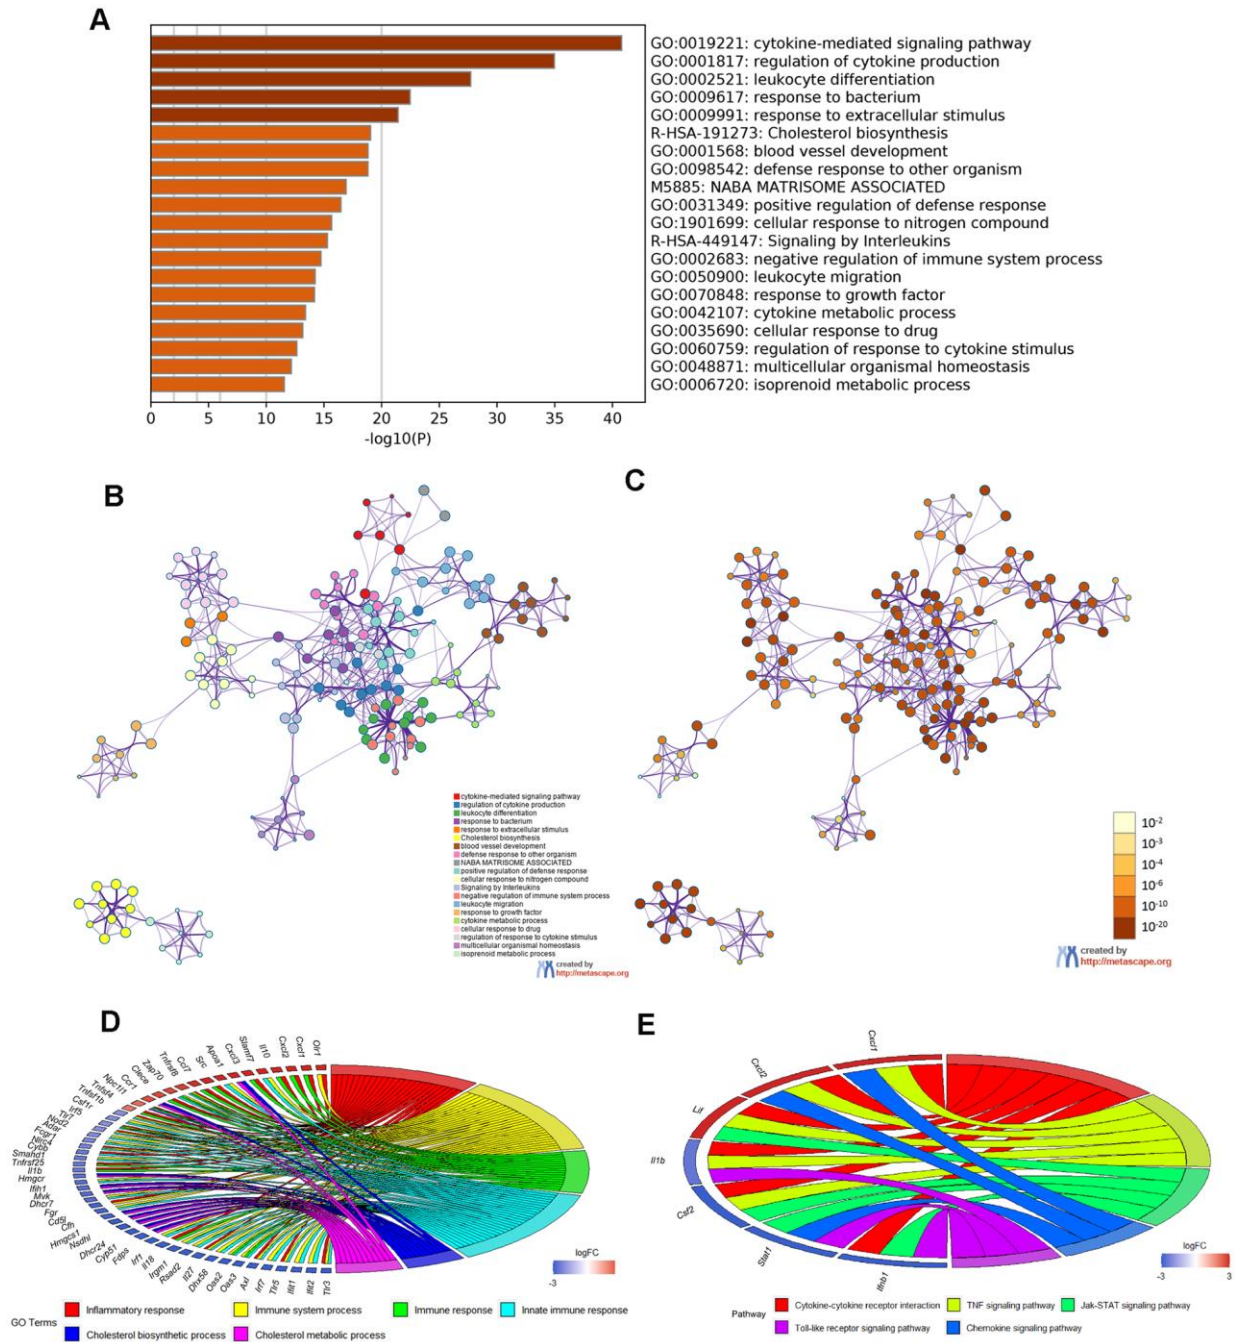 A
GO:0019221: cytokine-mediated signaling pathway
GO:0001817: regulation of cytokine production
GO:0002521: leukocyte differentiation
GO:0009617: response to bacterium
GO:0009991: response to extracellular stimulus
R-HSA-191273: Cholesterol biosynthesis
GO:0001568: blood vessel development
GO:0098542: defense response to other organism
M5885: NABA MATRISOME ASSOCIATED
GO:0031349: positive regulation of defense response
GO:1901699: cellular response to nitrogen compound
R-HSA-449147: Signaling by Interleukins
GO:0002683: negative regulation of immune system process
GO:0050900: leukocyte migration
GO:0070848: response to growth factor
GO:0042107: cytokine metabolic process
GO:0035690: cellular response to drug
GO:0060759: regulation of response to cytokine stimulus
GO:0048871: multicellular organismal homeostasis
GO:0006720: isoprenoid metabolic process
0 5 10 15 20 25 30 35 40
-log10(P)
B
cytokine-mediated signaling pathway
regulation of cytokine production
leukocyte differentiation
response to bacterium
response to extracellular stimulus
Cholesterol biosynthesis
blood vessel development
defense response to other organism
NABA MATRISOME ASSOCIATED
positive regulation of defense response
cellular response to nitrogen compound
Signaling by Interleukins
negative regulation of immune system process
leukocyte migration
response to growth factor
cytokine metabolic process
cellular response to drug
regulation of response to cytokine stimulus
multicellular organismal homeostasis
isoprenoid metabolic process
created by
http://metascape.org
C
10-2
10-3
10-4
10-6
10-10
10-20
created by
http://metascape.org
D
Olr1
Cxcl1
Cxcl2
Il10
Slamf7
Cxcl3
Apoa1
Src
Ccl7
Tnfrsf8
Zap70
Clece
Ccr1
Npc1l1
Tnfsf4
Tnfsf1b
Csf1r
Irf5
Tlr7
Nod2
Adar
Fcgr1
Nlrc4
Cybb
Smahd1
Tnfrsf25
Il1b
Hmgcr
Ifih1
Mvk
Dhcr7
Fgr
Cd5l
Cfh
Hmgcs1
Nsdhl
Dhcr24
Cyp51
Fdps
Irf1
Il18
Irgm1
Rsad2
Il27
Dhx58
Oas2
Oas3
Axl
Irf7
Tlr5
Ifit1
Ifit2
Tlr3
logFC
-3
GO Terms
Inflammatory response
Immune system process
Immune response
Innate immune response
Cholesterol biosynthetic process
Cholesterol metabolic process
E
Cxcl1
Cxcl2
Lif
Il1b
Csf2
Stat1
Ifnb1
logFC
-3 3
Pathway
Cytokine-cytokine receptor interaction
TNF signaling pathway
Jak-STAT signaling pathway
Toll-like receptor signaling pathway
Chemokine signaling pathway